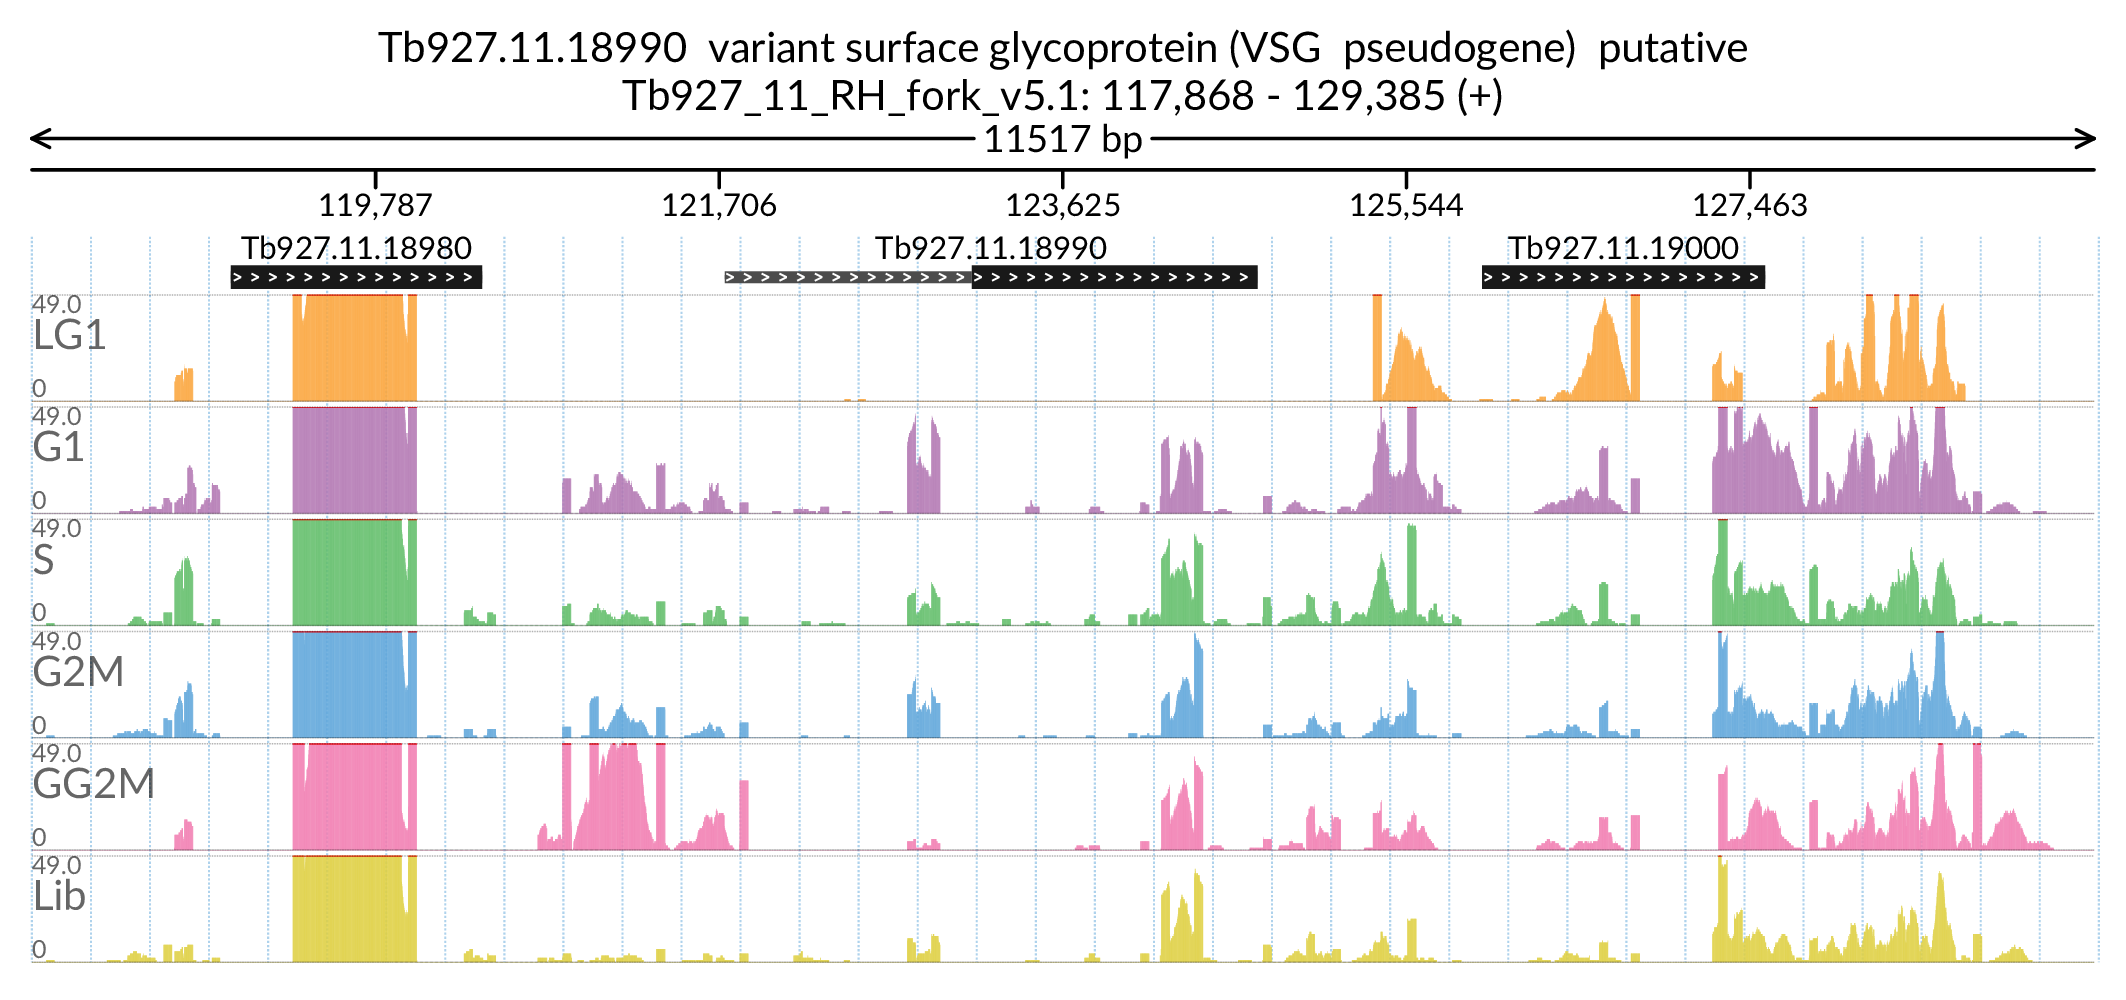 Tb927.11.18990 variant surface glycoprotein (VSG pseudogene) putative
Tb927_11_RH_fork_v5.1: 117,868 - 129,385 (+)
11517 bp
119,787 121,706 123,625 125,544 127,463
Tb927.11.18980 Tb927.11.18990 Tb927.11.19000
49.0
LG1
0
49.0
G1
0
49.0
S
0
49.0
G2M
0
49.0
GG2M
0
49.0
Lib
0